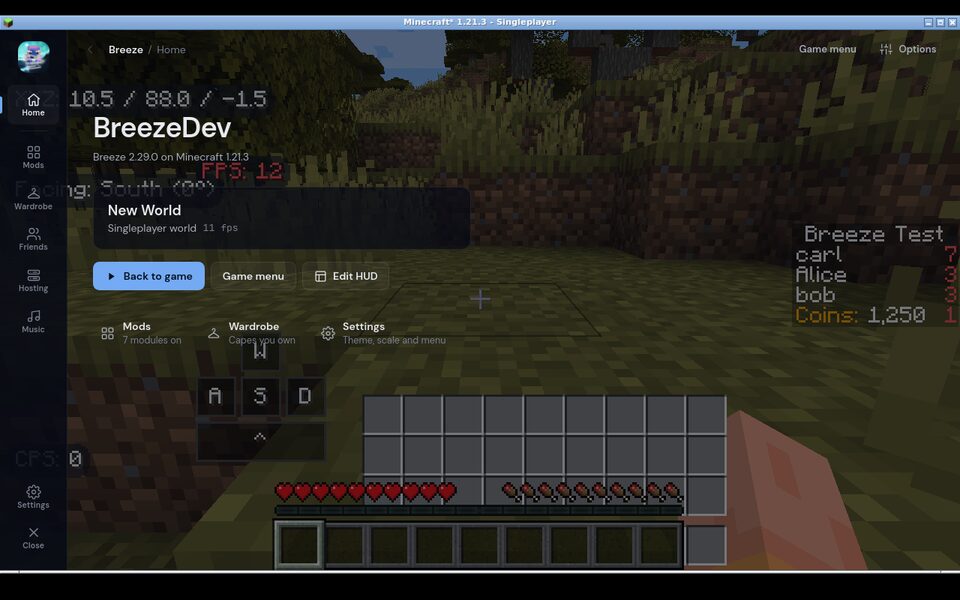 Minecraft* 1.21.3 - Singleplayer
Breeze / Home
Game menu
Options
10.5 / 88.0 / -1.5
Home
BreezeDev
Breeze 2.29.0 on Minecraft 1.21.3
FPS: 12
Mods
Facing: South (0°)
Wardrobe
New World
Singleplayer world 11 fps
Friends
Breeze Test
carl 7
Alice 3
bob 3
Coins: 1,250 1
Back to game
Game menu
Edit HUD
Hosting
Music
Mods
7 modules on
Wardrobe
Capes you own
Settings
Theme, scale and menu
W
A
S
D
^
CPS: 0
Settings
Close